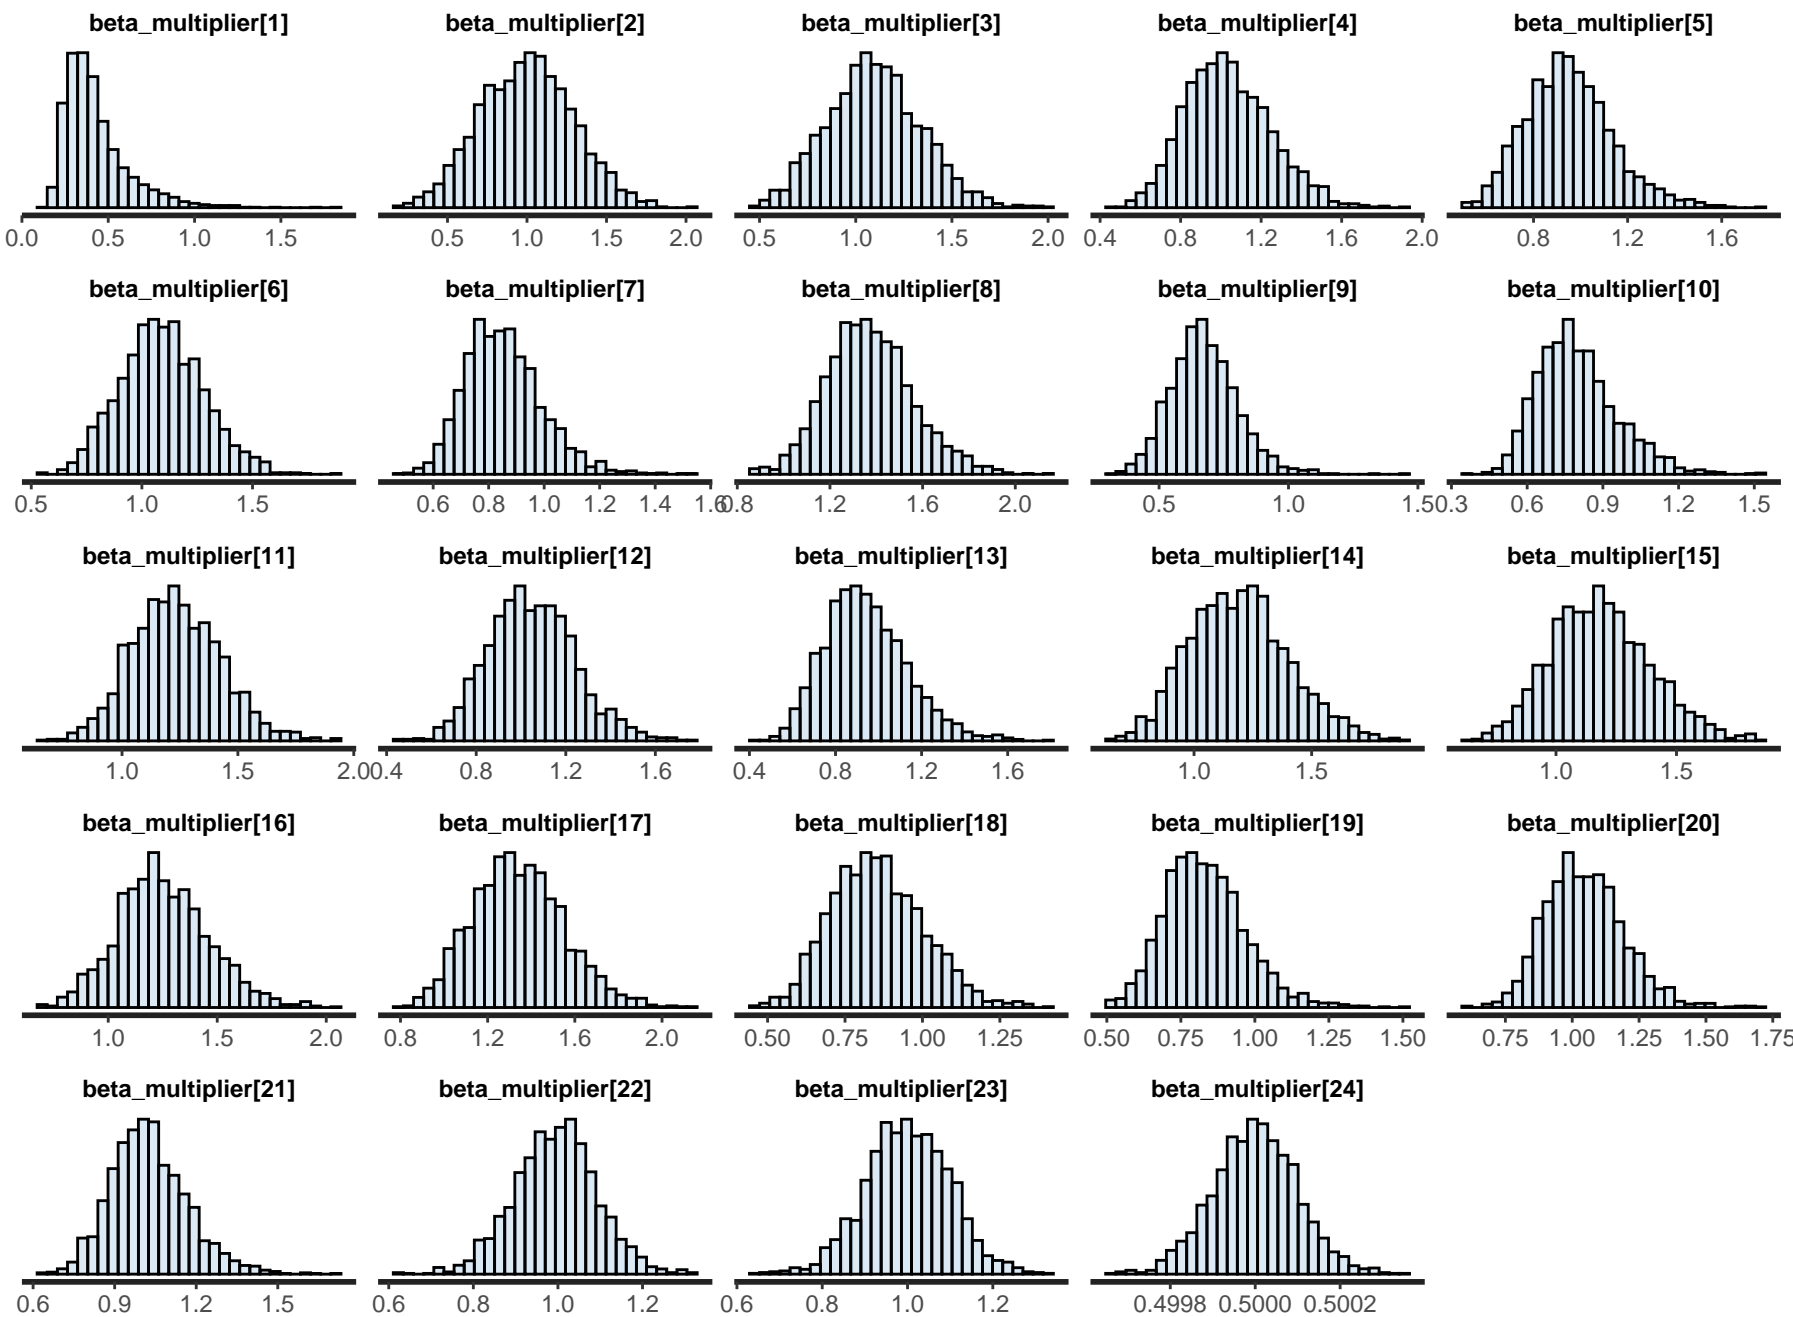 beta_multiplier[1] beta_multiplier[2] beta_multiplier[3] beta_multiplier[4] beta_multiplier[5]
0.0 0.5 1.0 1.5 0.5 1.0 1.5 2.0 0.5 1.0 1.5 2.0 0.4 0.8 1.2 1.6 2.0 0.8 1.2 1.6
beta_multiplier[6] beta_multiplier[7] beta_multiplier[8] beta_multiplier[9] beta_multiplier[10]
0.5 1.0 1.5 0.6 0.8 1.0 1.2 1.4 1.6 0.8 1.2 1.6 2.0 0.5 1.0 1.5 0.3 0.6 0.9 1.2 1.5
beta_multiplier[11] beta_multiplier[12] beta_multiplier[13] beta_multiplier[14] beta_multiplier[15]
1.0 1.5 2.0 0.4 0.8 1.2 1.6 0.4 0.8 1.2 1.6 1.0 1.5 1.0 1.5
beta_multiplier[16] beta_multiplier[17] beta_multiplier[18] beta_multiplier[19] beta_multiplier[20]
1.0 1.5 2.0 0.8 1.2 1.6 2.0 0.50 0.75 1.00 1.25 0.50 0.75 1.00 1.25 1.50 0.75 1.00 1.25 1.50 1.75
beta_multiplier[21] beta_multiplier[22] beta_multiplier[23] beta_multiplier[24]
0.6 0.9 1.2 1.5 0.6 0.8 1.0 1.2 0.6 0.8 1.0 1.2 0.4998 0.5000 0.5002